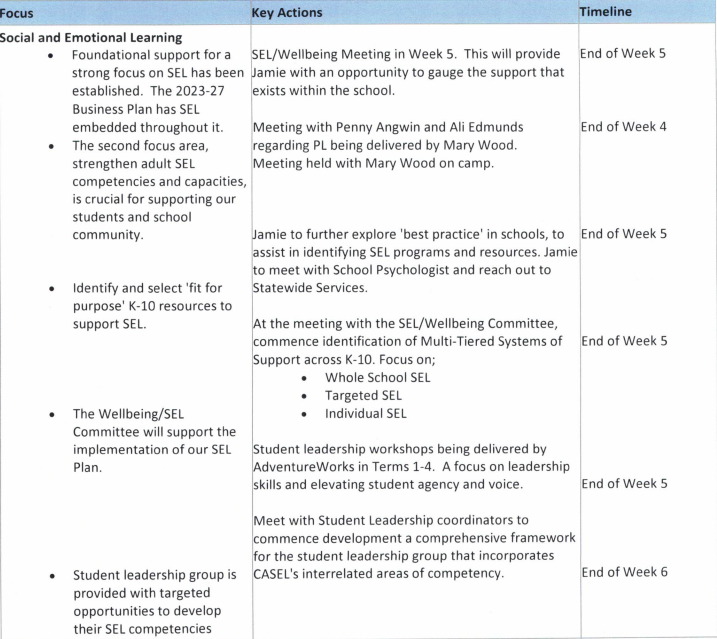 Focus
Key Actions
Timeline
Social and Emotional Learning
• Foundational support for a
strong focus on SEL has been
established. The 2023-27
Business Plan has SEL
embedded throughout it.
• The second focus area,
strengthen adult SEL
competencies and capacities,
is crucial for supporting our
students and school
community.
• Identify and select 'fit for
purpose' K-10 resources to
support SEL.
• The Wellbeing/SEL
Committee will support the
implementation of our SEL
Plan.
• Student leadership group is
provided with targeted
opportunities to develop
their SEL competencies
SEL/Wellbeing Meeting in Week 5. This will provide
Jamie with an opportunity to gauge the support that
exists within the school.
Meeting with Penny Angwin and Ali Edmunds
regarding PL being delivered by Mary Wood.
Meeting held with Mary Wood on camp.
Jamie to further explore 'best practice' in schools, to
assist in identifying SEL programs and resources. Jamie
to meet with School Psychologist and reach out to
Statewide Services.
At the meeting with the SEL/Wellbeing Committee,
commence identification of Multi-Tiered Systems of
Support across K-10. Focus on;
• Whole School SEL
• Targeted SEL
• Individual SEL
Student leadership workshops being delivered by
AdventureWorks in Terms 1-4. A focus on leadership
skills and elevating student agency and voice.
Meet with Student Leadership coordinators to
commence development a comprehensive framework
for the student leadership group that incorporates
CASEL's interrelated areas of competency.
End of Week 5
End of Week 4
End of Week 5
End of Week 5
End of Week 5
End of Week 6